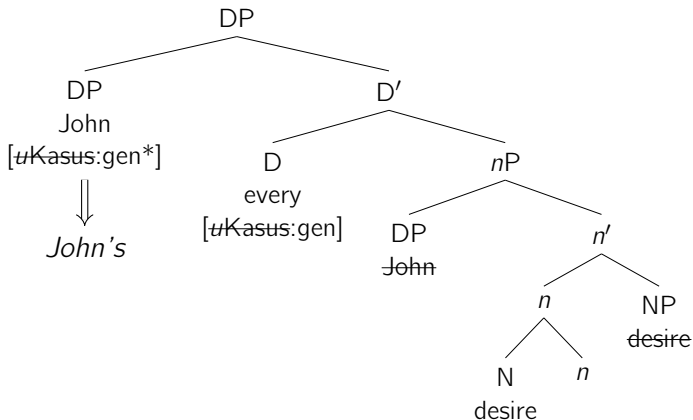 DP
DP D′
John
[uKasus:gen*] D nP
every
[uKasus:gen] DP n′
John's John
n NP
desire
N n
desire